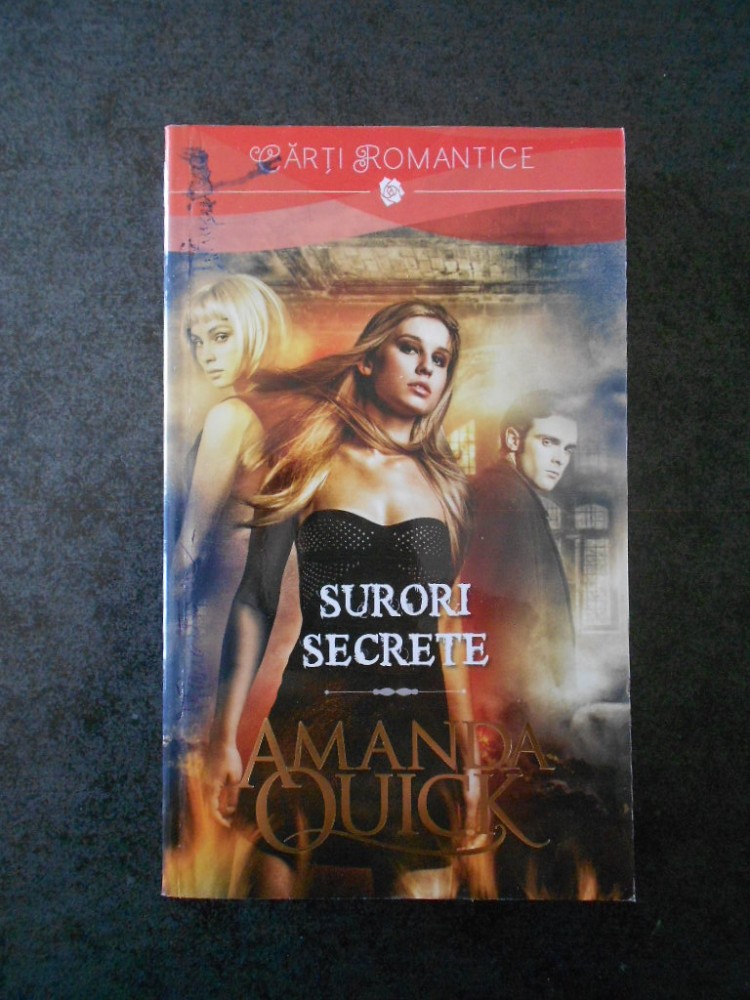 CĂRȚI ROMANTICE
SURORI
SECRETE
AMANDA
QUICK